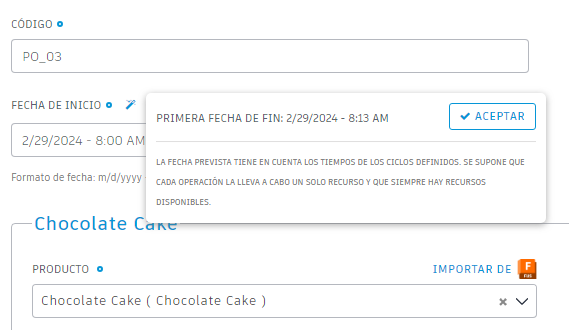 CÓDIGO
PO_03
FECHA DE INICIO
2/29/2024 - 8:00 AM
Formato de fecha: m/d/yyyy
PRIMERA FECHA DE FIN: 2/29/2024 - 8:13 AM
ACEPTAR
LA FECHA PREVISTA TIENE EN CUENTA LOS TIEMPOS DE LOS CICLOS DEFINIDOS. SE SUPONE QUE
CADA OPERACIÓN LA LLEVA A CABO UN SOLO RECURSO Y QUE SIEMPRE HAY RECURSOS
DISPONIBLES.
Chocolate Cake
PRODUCTO
IMPORTAR DE
F
Chocolate Cake ( Chocolate Cake )